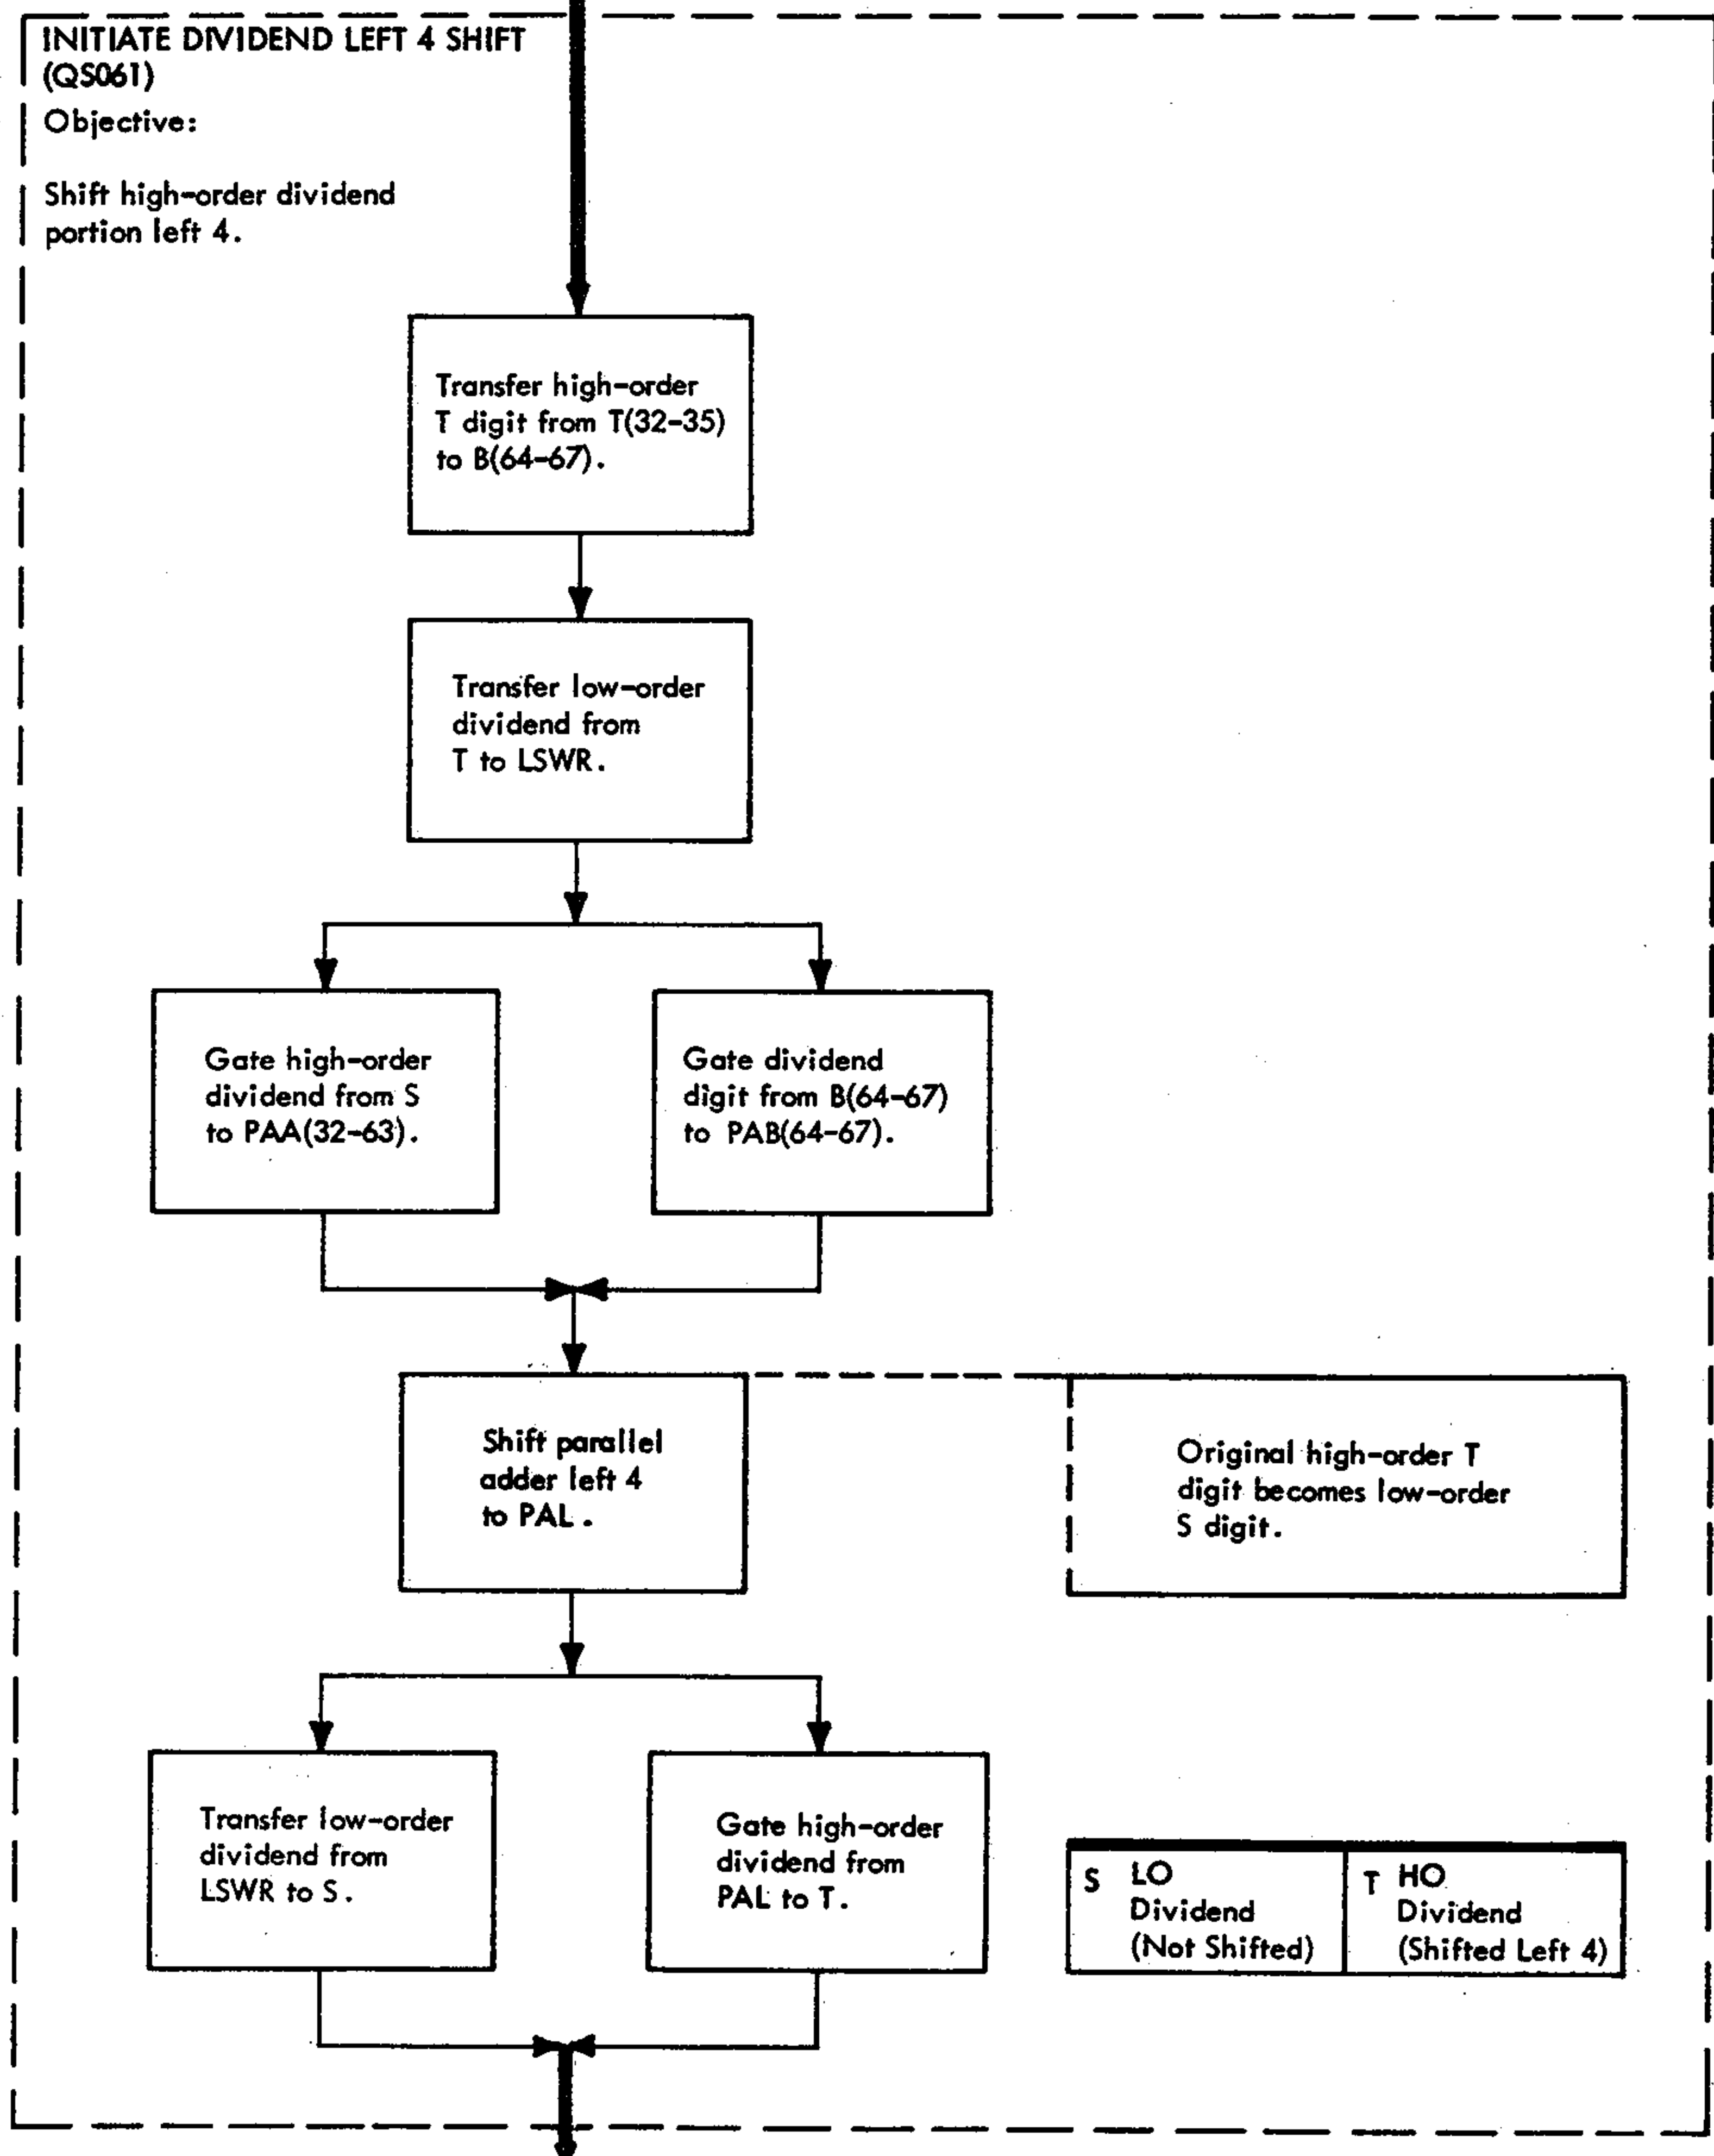 INITIATE DIVIDEND LEFT 4 SHIFT
(QS061)
Objective:
Shift high-order dividend
portion left 4.
Transfer high-order
T digit from T(32-35)
to B(64-67).
Transfer low-order
dividend from
T to LSWR.
Gate high-order
dividend from S
to PAA(32-63).
Gate dividend
digit from B(64-67)
to PAB(64-67).
Shift parallel
adder left 4
to PAL.
Original high-order T
digit becomes low-order
S digit.
Transfer low-order
dividend from
LSWR to S.
Gate high-order
dividend from
PAL to T.
S LO
Dividend
(Not Shifted)
T HO
Dividend
(Shifted Left 4)